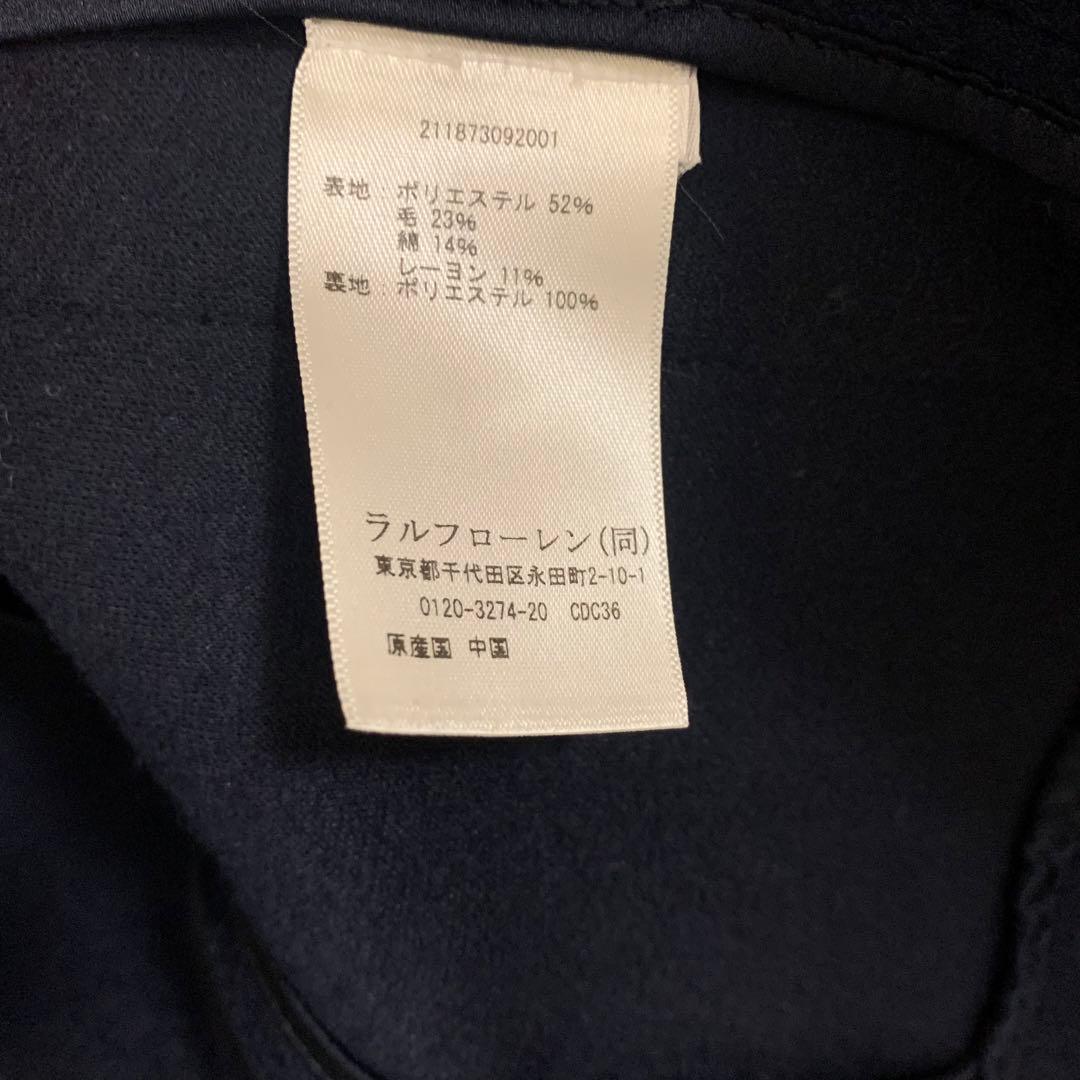 211873092001
表地 ポリエステル 52%
毛 23%
綿 14%
レーヨン 11%
裏地 ポリエステル 100%
ラルフローレン(同)
東京都千代田区永田町2-10-1
0120-3274-20 CDC36
原産国 中国